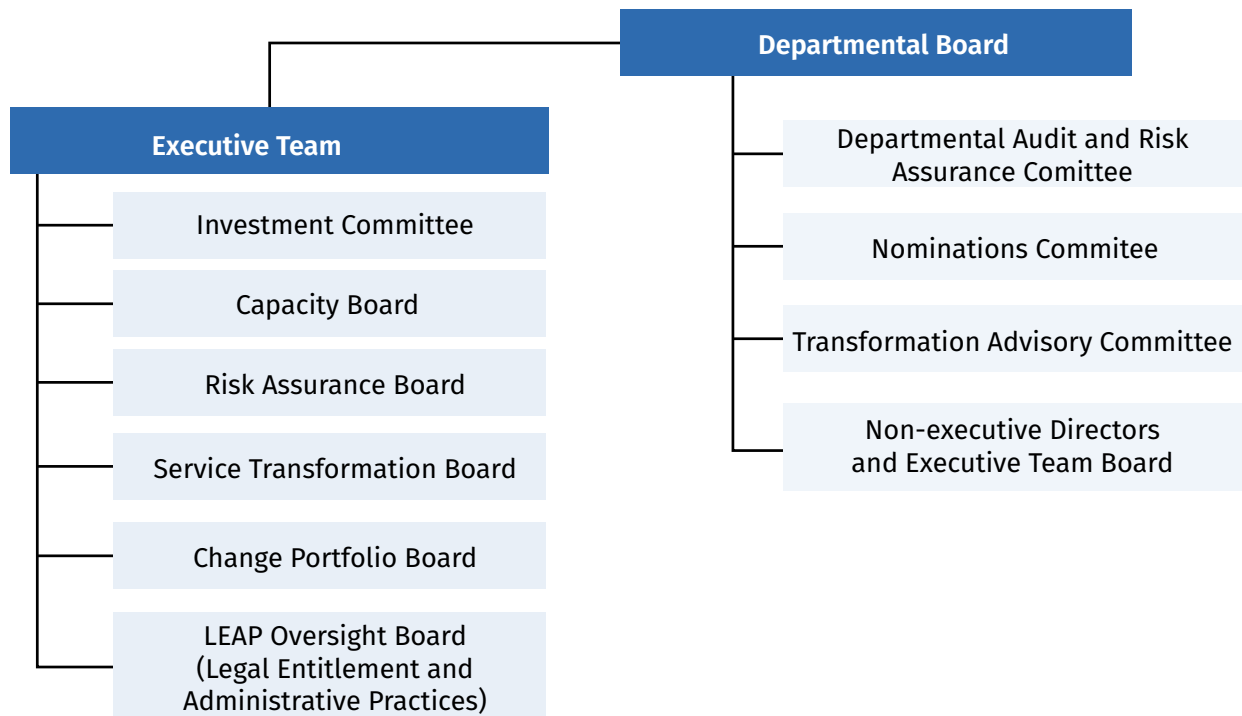 Departmental Board
Executive Team
Investment Committee
Capacity Board
Risk Assurance Board
Service Transformation Board
Change Portfolio Board
LEAP Oversight Board
(Legal Entitlement and
Administrative Practices)
Departmental Audit and Risk
Assurance Comittee
Nominations Commitee
Transformation Advisory Committee
Non-executive Directors
and Executive Team Board